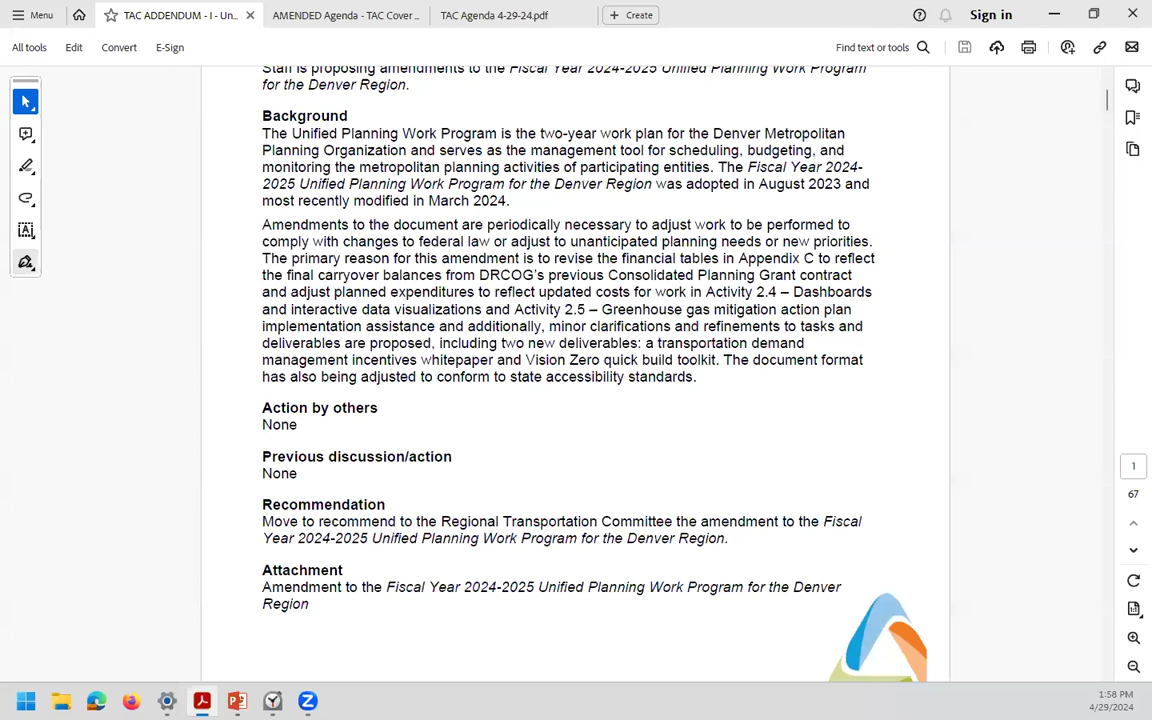 Menu
TAC ADDENDUM - I - Un...
AMENDED Agenda - TAC Cover ...
TAC Agenda 4-29-24.pdf
Create
Sign in
All tools
Edit
Convert
E-Sign
Find text or tools
Staff is proposing amendments to the Fiscal Year 2024-2025 Unified Planning Work Program
for the Denver Region.
Background
The Unified Planning Work Program is the two-year work plan for the Denver Metropolitan
Planning Organization and serves as the management tool for scheduling, budgeting, and
monitoring the metropolitan planning activities of participating entities. The Fiscal Year 2024-
2025 Unified Planning Work Program for the Denver Region was adopted in August 2023 and
most recently modified in March 2024.
Amendments to the document are periodically necessary to adjust work to be performed to
comply with changes to federal law or adjust to unanticipated planning needs or new priorities.
The primary reason for this amendment is to revise the financial tables in Appendix C to reflect
the final carryover balances from DRCOG's previous Consolidated Planning Grant contract
and adjust planned expenditures to reflect updated costs for work in Activity 2.4 – Dashboards
and interactive data visualizations and Activity 2.5 – Greenhouse gas mitigation action plan
implementation assistance and additionally, minor clarifications and refinements to tasks and
deliverables are proposed, including two new deliverables: a transportation demand
management incentives whitepaper and Vision Zero quick build toolkit. The document format
has also being adjusted to conform to state accessibility standards.
Action by others
None
Previous discussion/action
None
Recommendation
Move to recommend to the Regional Transportation Committee the amendment to the Fiscal
Year 2024-2025 Unified Planning Work Program for the Denver Region.
Attachment
Amendment to the Fiscal Year 2024-2025 Unified Planning Work Program for the Denver
Region
1
67
1:58 PM
4/29/2024